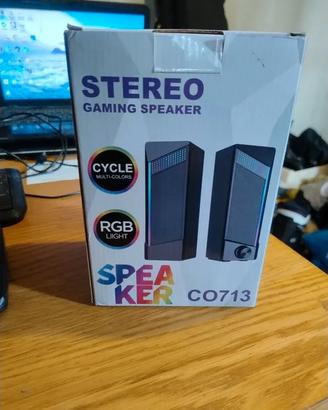 STEREO
GAMING SPEAKER
CYCLE
MULTI-COLORS
RGB
LIGHT
SPEA
KER
CO713